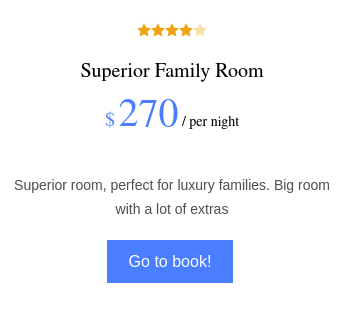 Superior Family Room
$ 270 / per night
Superior room, perfect for luxury families. Big room
with a lot of extras
Go to book!